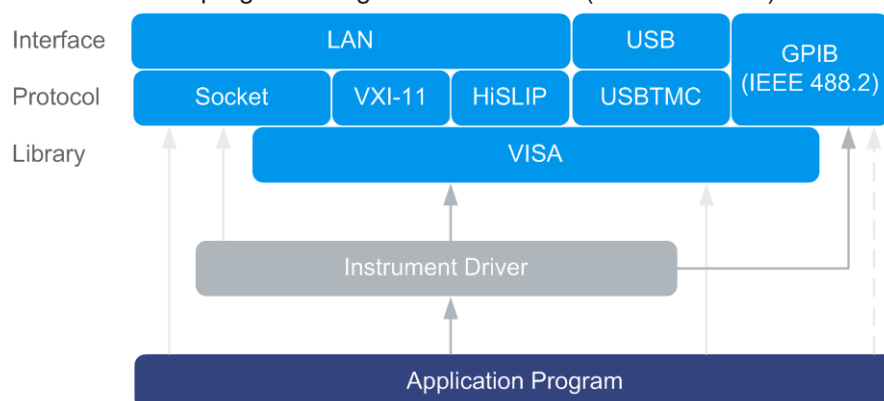 Interface
LAN
USB
GPIB
(IEEE 488.2)
Protocol
Socket
VXI-11
HiSLIP
USBTMC
Library
VISA
Instrument Driver
Application Program